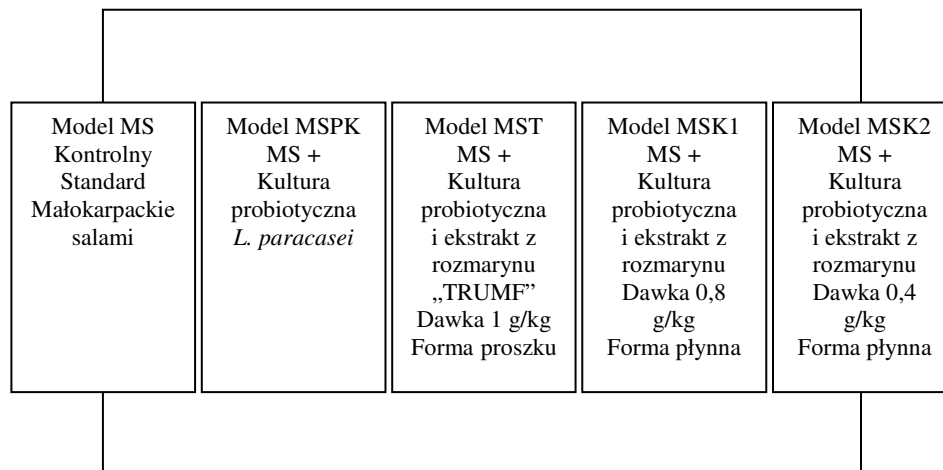 Model MS
Kontrolny
Standard
Małokarpackie
salami
Model MSPK
MS +
Kultura
probiotyczna
L. paracasei
Model MST
MS +
Kultura
probiotyczna
i ekstrakt z
rozmarynu
„TRUMF”
Dawka 1 g/kg
Forma proszku
Model MSK1
MS +
Kultura
probiotyczna
i ekstrakt z
rozmarynu
Dawka 0,8
g/kg
Forma płynna
Model MSK2
MS +
Kultura
probiotyczna
i ekstrakt z
rozmarynu
Dawka 0,4
g/kg
Forma płynna